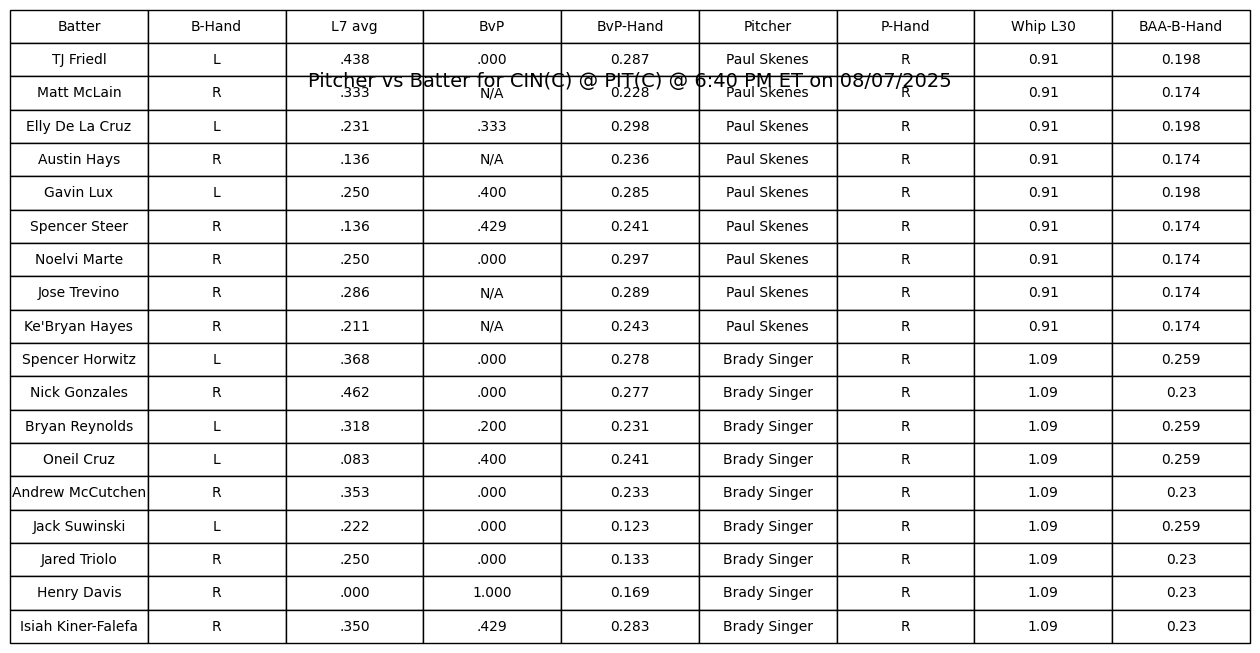 Batter B-Hand L7 avg BvP BvP-Hand Pitcher P-Hand Whip L30 BAA-B-Hand
TJ Friedl L .438 .000 0.287 Paul Skenes R 0.91 0.198
Pitcher vs Batter for CIN(C) @ PIT(C) @ 6:40 PM ET on 08/07/2025
Matt McLain R .333 N/A 0.228 Paul Skenes R 0.91 0.174
Elly De La Cruz L .231 .333 0.298 Paul Skenes R 0.91 0.198
Austin Hays R .136 N/A 0.236 Paul Skenes R 0.91 0.174
Gavin Lux L .250 .400 0.285 Paul Skenes R 0.91 0.198
Spencer Steer R .136 .429 0.241 Paul Skenes R 0.91 0.174
Noelvi Marte R .250 .000 0.297 Paul Skenes R 0.91 0.174
Jose Trevino R .286 N/A 0.289 Paul Skenes R 0.91 0.174
Ke'Bryan Hayes R .211 N/A 0.243 Paul Skenes R 0.91 0.174
Spencer Horwitz L .368 .000 0.278 Brady Singer R 1.09 0.259
Nick Gonzales R .462 .000 0.277 Brady Singer R 1.09 0.23
Bryan Reynolds L .318 .200 0.231 Brady Singer R 1.09 0.259
Oneil Cruz L .083 .400 0.241 Brady Singer R 1.09 0.259
Andrew McCutchen R .353 .000 0.233 Brady Singer R 1.09 0.23
Jack Suwinski L .222 .000 0.123 Brady Singer R 1.09 0.259
Jared Triolo R .250 .000 0.133 Brady Singer R 1.09 0.23
Henry Davis R .000 1.000 0.169 Brady Singer R 1.09 0.23
Isiah Kiner-Falefa R .350 .429 0.283 Brady Singer R 1.09 0.23